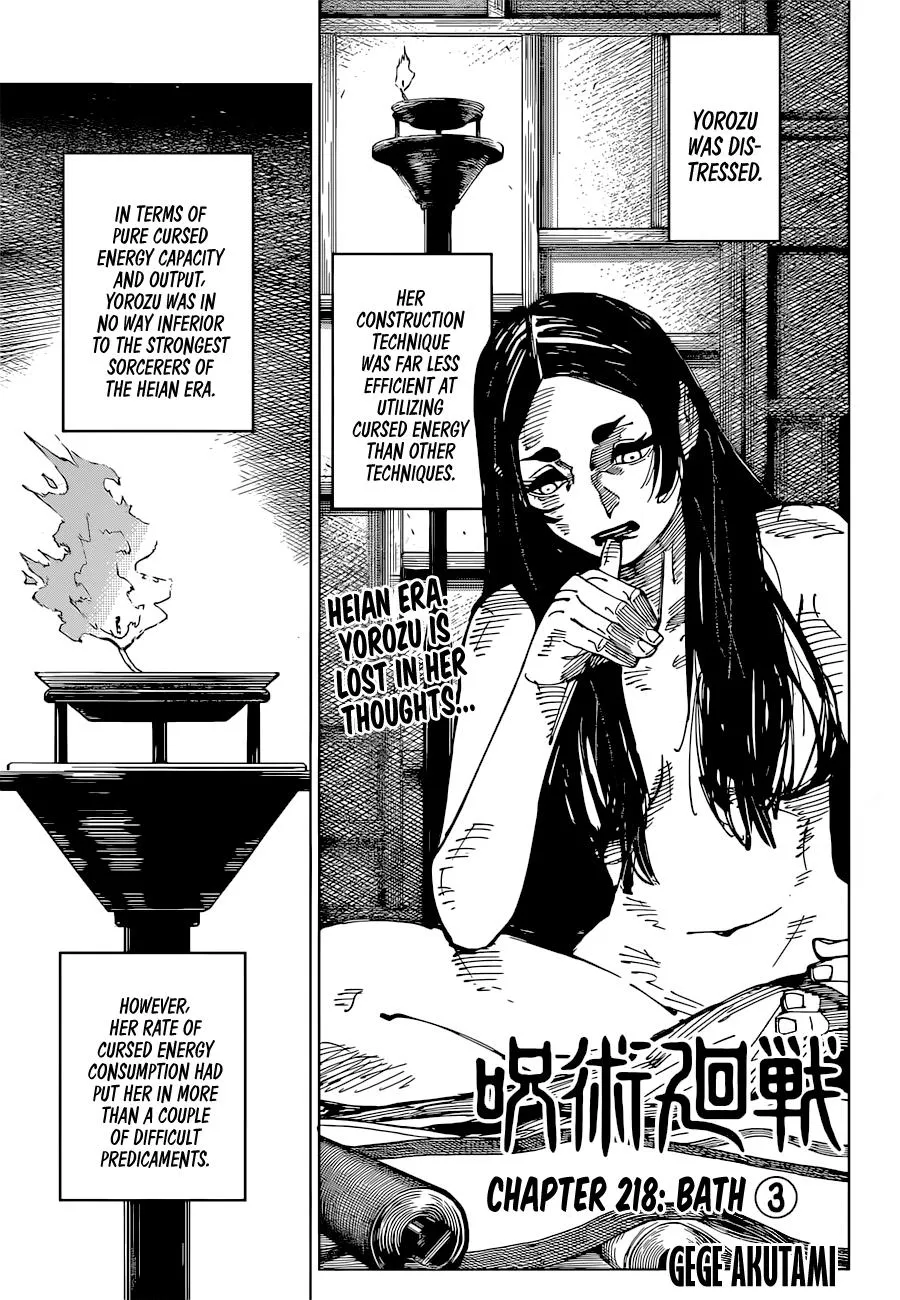 YOROZU
WAS DIS-
TRESSED.
HER
CONSTRUCTION
TECHNIQUE
WAS FAR LESS
EFFICIENT AT
UTILIZING
CURSED ENERGY
THAN OTHER
TECHNIQUES.
HEIAN ERA.
YOROZU IS
LOST IN HER
THOUGHTS!...
呪術廻戦
CHAPTER 218: BATH ③
GEGE AKUTAMI
IN TERMS OF
PURE CURSED
ENERGY CAPACITY
AND OUTPUT,
YOROZU WAS IN
NO WAY INFERIOR
TO THE STRONGEST
SORCERERS OF
THE HEIAN ERA.
HOWEVER,
HER RATE OF
CURSED ENERGY
CONSUMPTION HAD
PUT HER IN MORE
THAN A COUPLE
OF DIFFICULT
PREDICAMENTS.